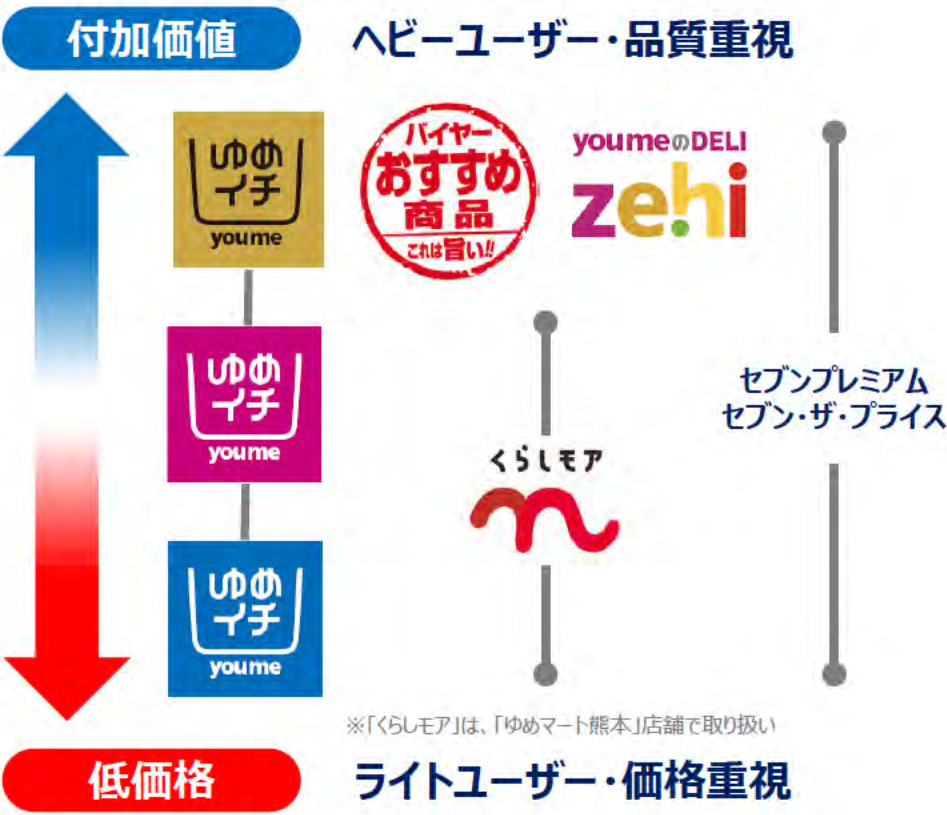 付加価値
ヘビーユーザー・品質重視
ゆめ
イチ
youme
バイヤー
おすすめ
商品
これは旨い!!
youmeのDELI
zehi
ゆめ
イチ
youme
セブンプレミアム
セブン・ザ・プライス
くらしモア
ゆめ
イチ
youme
※「くらしモア」は、「ゆめマート熊本」店舗で取り扱い
低価格
ライトユーザー・価格重視